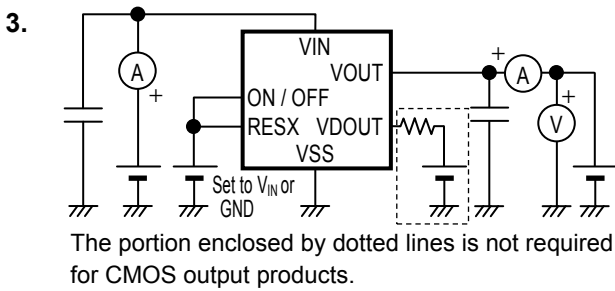 3.
VIN
VOUT
ON / OFF
RESX VDOUT
VSS
A
+
+
A
+
V
Set to VIN or
GND
The portion enclosed by dotted lines is not required
for CMOS output products.